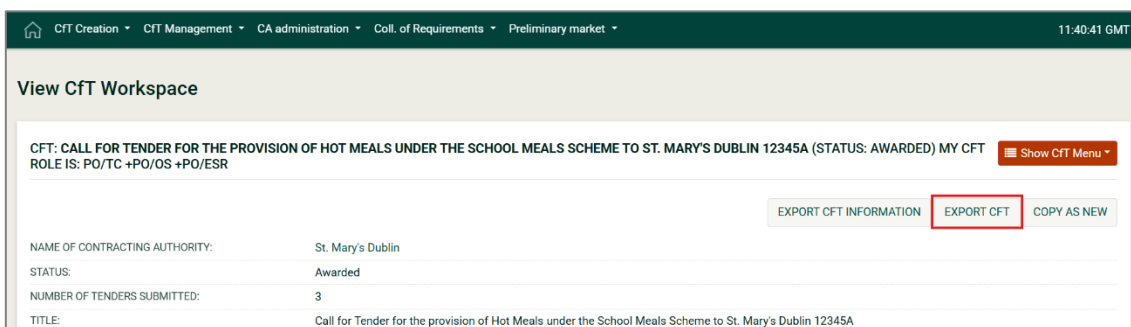 CfT Creation CfT Management CA administration Coll. of Requirements Preliminary market 11:40:41 GMT
View CfT Workspace
CFT: CALL FOR TENDER FOR THE PROVISION OF HOT MEALS UNDER THE SCHOOL MEALS SCHEME TO ST. MARY'S DUBLIN 12345A (STATUS: AWARDED) MY CFT
ROLE IS: PO/TC +PO/OS +PO/ESR
Show CfT Menu
EXPORT CFT INFORMATION EXPORT CFT COPY AS NEW
NAME OF CONTRACTING AUTHORITY: St. Mary's Dublin
STATUS: Awarded
NUMBER OF TENDERS SUBMITTED: 3
TITLE: Call for Tender for the provision of Hot Meals under the School Meals Scheme to St. Mary's Dublin 12345A